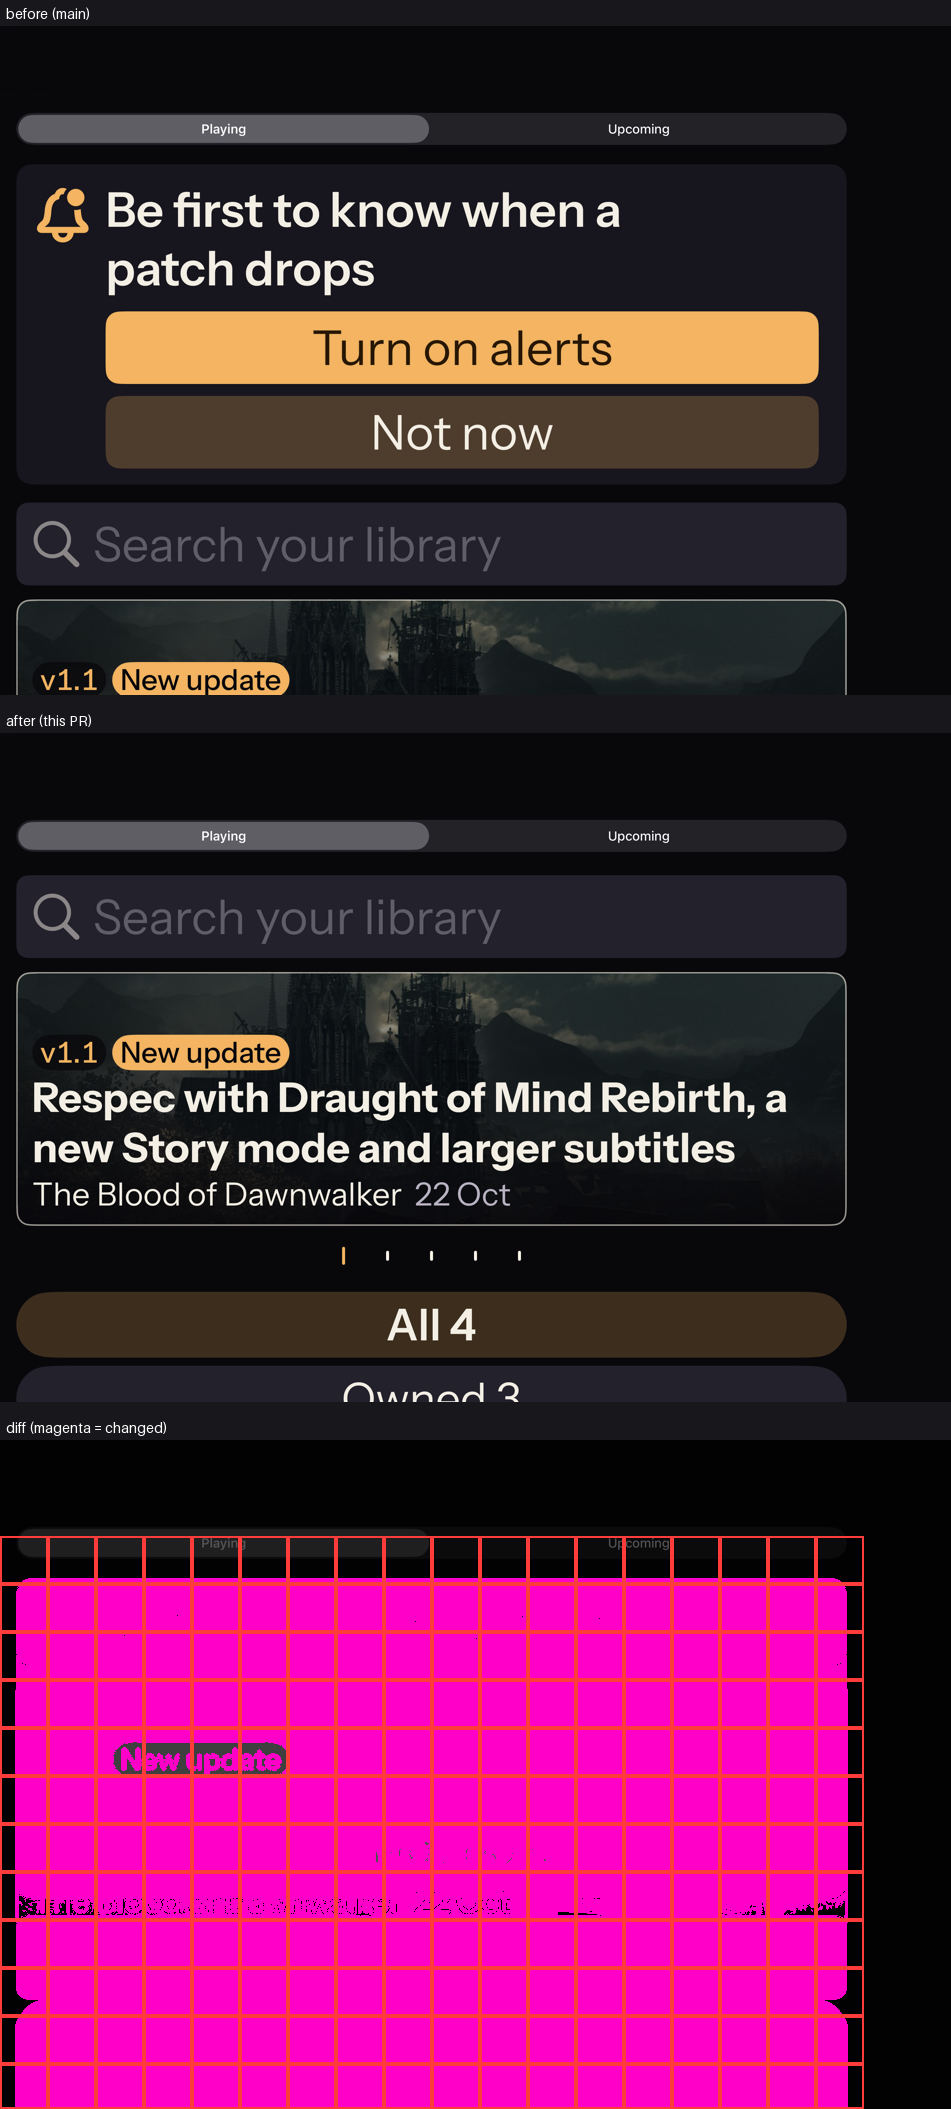 before (main)
Playing
Upcoming
Be first to know when a
patch drops
Turn on alerts
Not now
Search your library
v1.1 New update
after (this PR)
Playing
Upcoming
Search your library
v1.1 New update
Respec with Draught of Mind Rebirth, a
new Story mode and larger subtitles
The Blood of Dawnwalker 22 Oct
All 4
Owned 3
diff (magenta = changed)
Playing
Upcoming
New update